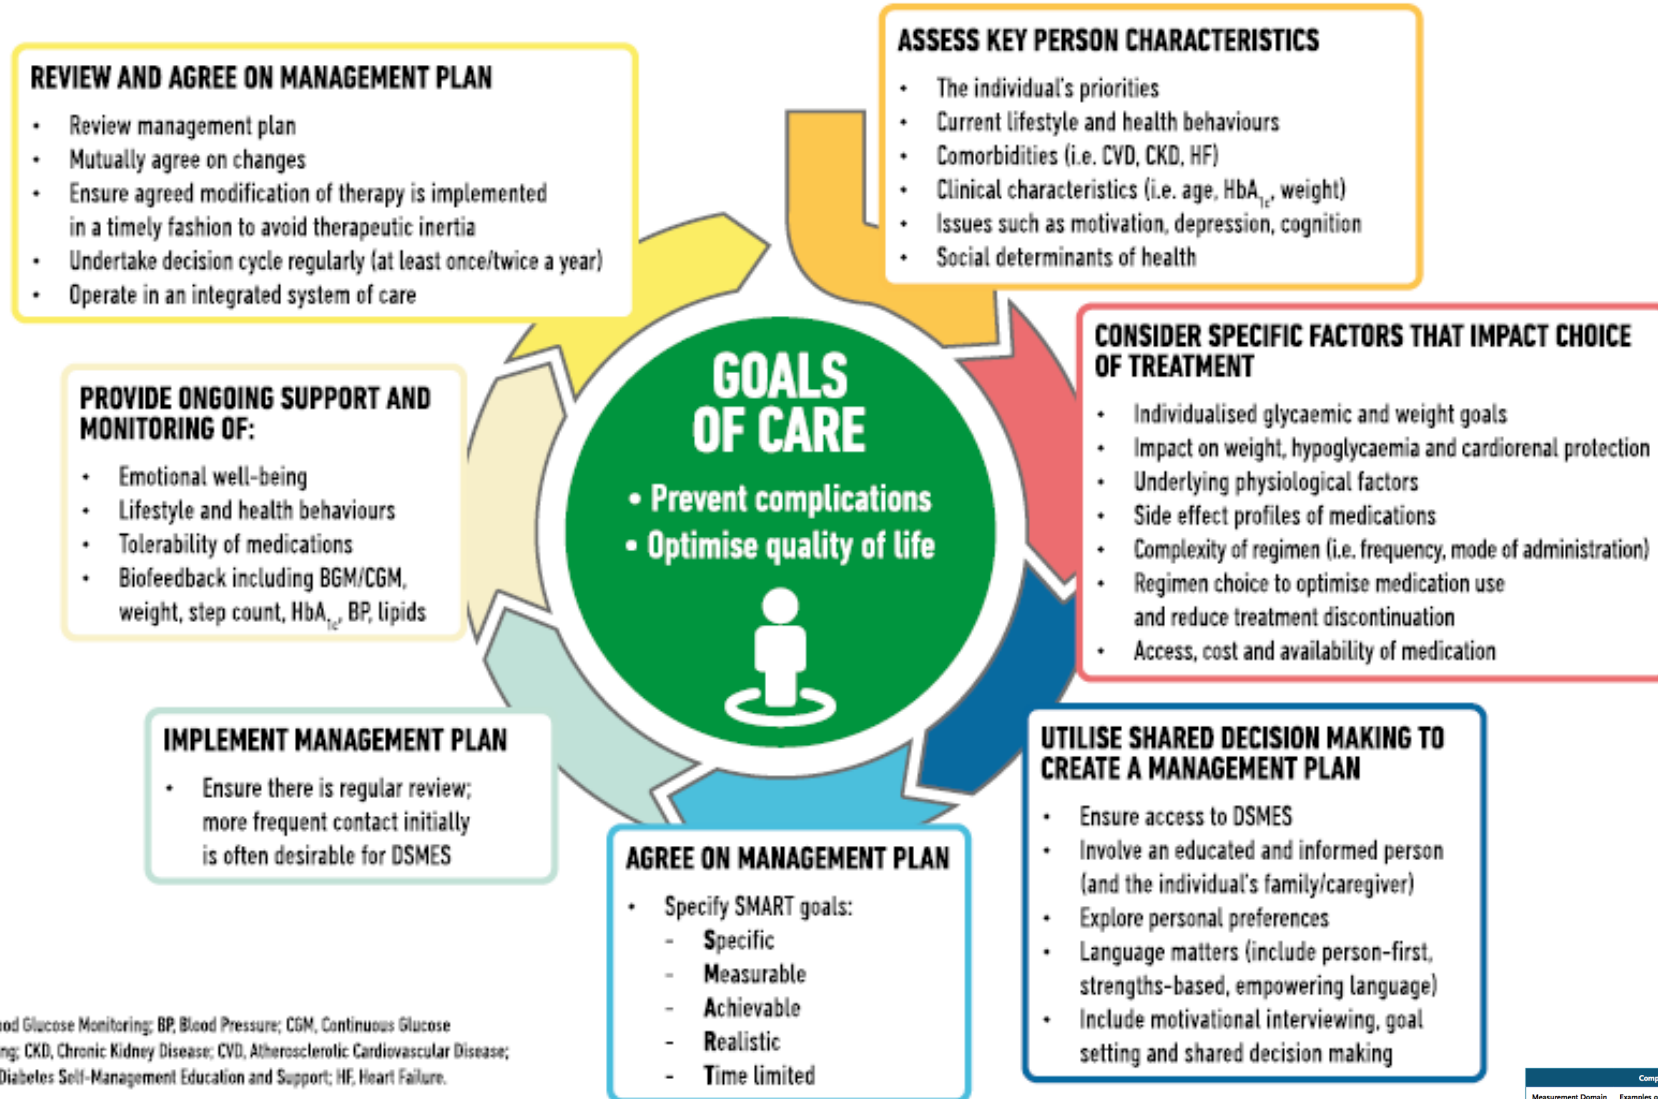 ASSESS KEY PERSON CHARACTERISTICS
• The individual's priorities
• Current lifestyle and health behaviours
• Comorbidities (i.e. CVD, CKD, HF)
• Clinical characteristics (i.e. age, HbA1c, weight)
• Issues such as motivation, depression, cognition
• Social determinants of health
CONSIDER SPECIFIC FACTORS THAT IMPACT CHOICE
OF TREATMENT
• Individualised glycaemic and weight goals
• Impact on weight, hypoglycaemia and cardiorenal protection
• Underlying physiological factors
• Side effect profiles of medications
• Complexity of regimen (i.e. frequency, mode of administration)
• Regimen choice to optimise medication use
and reduce treatment discontinuation
• Access, cost and availability of medication
UTILISE SHARED DECISION MAKING TO
CREATE A MANAGEMENT PLAN
• Ensure access to DSMES
• Involve an educated and informed person
(and the individual's family/caregiver)
• Explore personal preferences
• Language matters (include person-first,
strengths-based, empowering language)
• Include motivational interviewing, goal
setting and shared decision making
AGREE ON MANAGEMENT PLAN
• Specify SMART goals:
- Specific
- Measurable
- Achievable
- Realistic
- Time limited
IMPLEMENT MANAGEMENT PLAN
• Ensure there is regular review;
more frequent contact initially
is often desirable for DSMES
PROVIDE ONGOING SUPPORT AND
MONITORING OF:
• Emotional well-being
• Lifestyle and health behaviours
• Tolerability of medications
• Biofeedback including BGM/CGM,
weight, step count, HbA1c, BP, lipids
REVIEW AND AGREE ON MANAGEMENT PLAN
• Review management plan
• Mutually agree on changes
• Ensure agreed modification of therapy is implemented
in a timely fashion to avoid therapeutic inertia
• Undertake decision cycle regularly (at least once/twice a year)
• Operate in an integrated system of care
GOALS
OF CARE
• Prevent complications
• Optimise quality of life
Glucose Monitoring; BP, Blood Pressure; CGM, Continuous Glucose
CKD, Chronic Kidney Disease; CVD, Atherosclerotic Cardiovascular Disease;
Diabetes Self-Management Education and Support; HF, Heart Failure.
Measurement Domain Examples